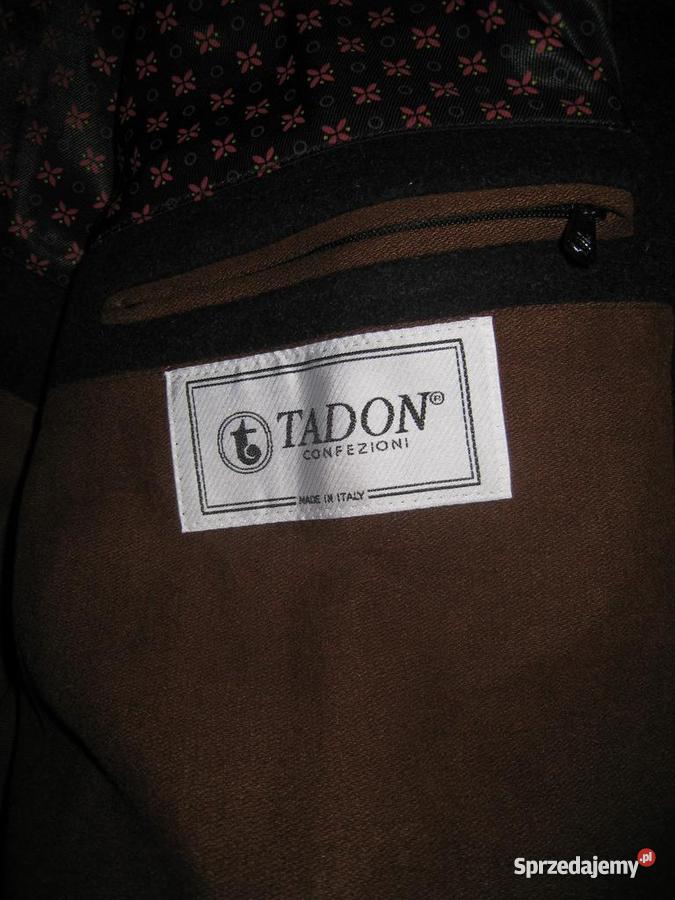 t TADON®
CONFEZIONI
MADE IN ITALY
Sprzedajemy.pl